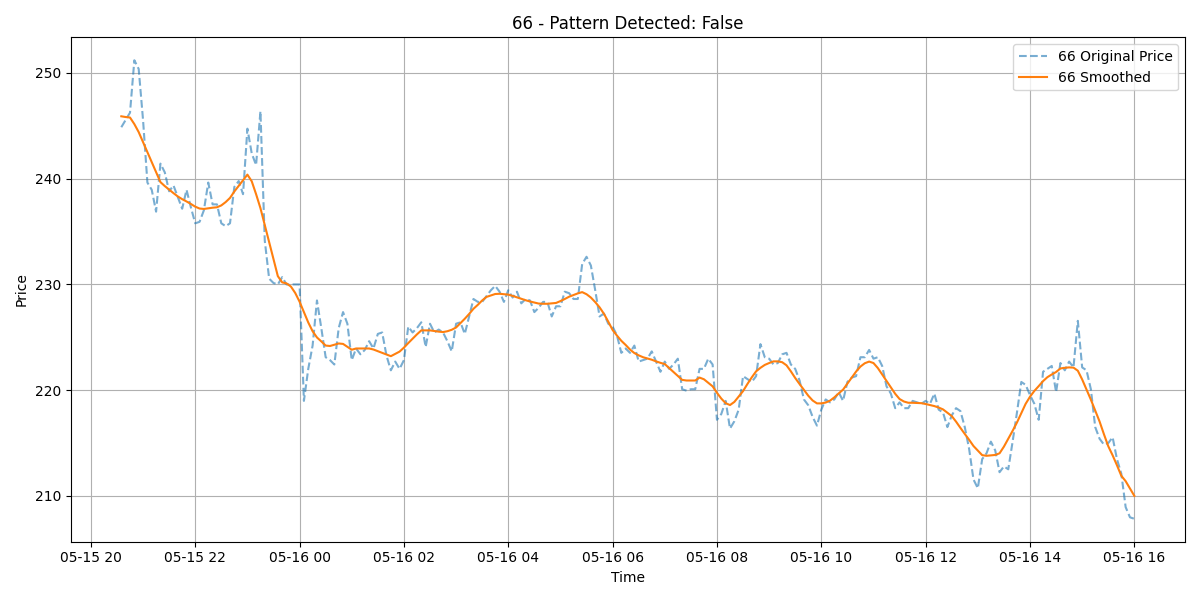 66 - Pattern Detected: False
66 Original Price
66 Smoothed
Price
250
240
230
220
210
05-15 20 05-15 22 05-16 00 05-16 02 05-16 04 05-16 06 05-16 08 05-16 10 05-16 12 05-16 14 05-16 16
Time